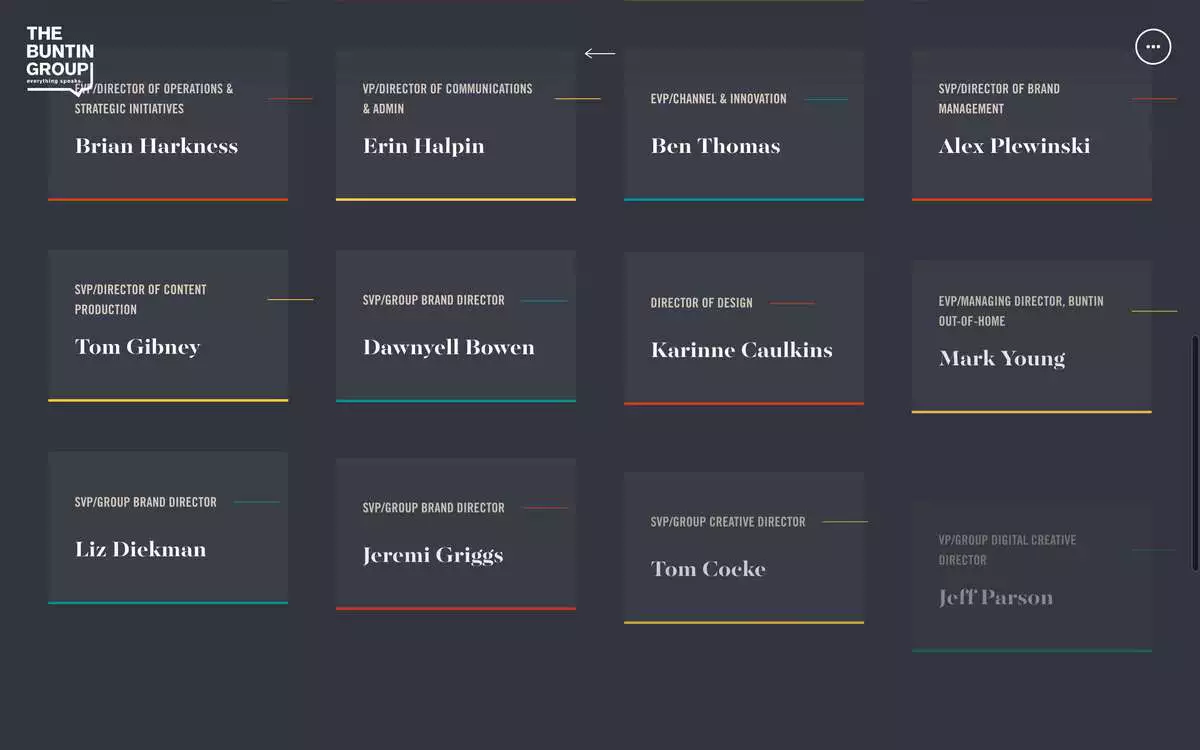 THE
BUNTIN
GROUP
everything speaks.
EVP/DIRECTOR OF OPERATIONS &
STRATEGIC INITIATIVES
Brian Harkness
VP/DIRECTOR OF COMMUNICATIONS
& ADMIN
Erin Halpin
EVP/CHANNEL & INNOVATION
Ben Thomas
SVP/DIRECTOR OF BRAND
MANAGEMENT
Alex Plewinski
SVP/DIRECTOR OF CONTENT
PRODUCTION
Tom Gibney
SVP/GROUP BRAND DIRECTOR
Dawnyell Bowen
DIRECTOR OF DESIGN
Karinne Caulkins
EVP/MANAGING DIRECTOR, BUNTIN
OUT-OF-HOME
Mark Young
SVP/GROUP BRAND DIRECTOR
Liz Diekman
SVP/GROUP BRAND DIRECTOR
Jeremi Griggs
SVP/GROUP CREATIVE DIRECTOR
Tom Cocke
VP/GROUP DIGITAL CREATIVE
DIRECTOR
Jeff Parson